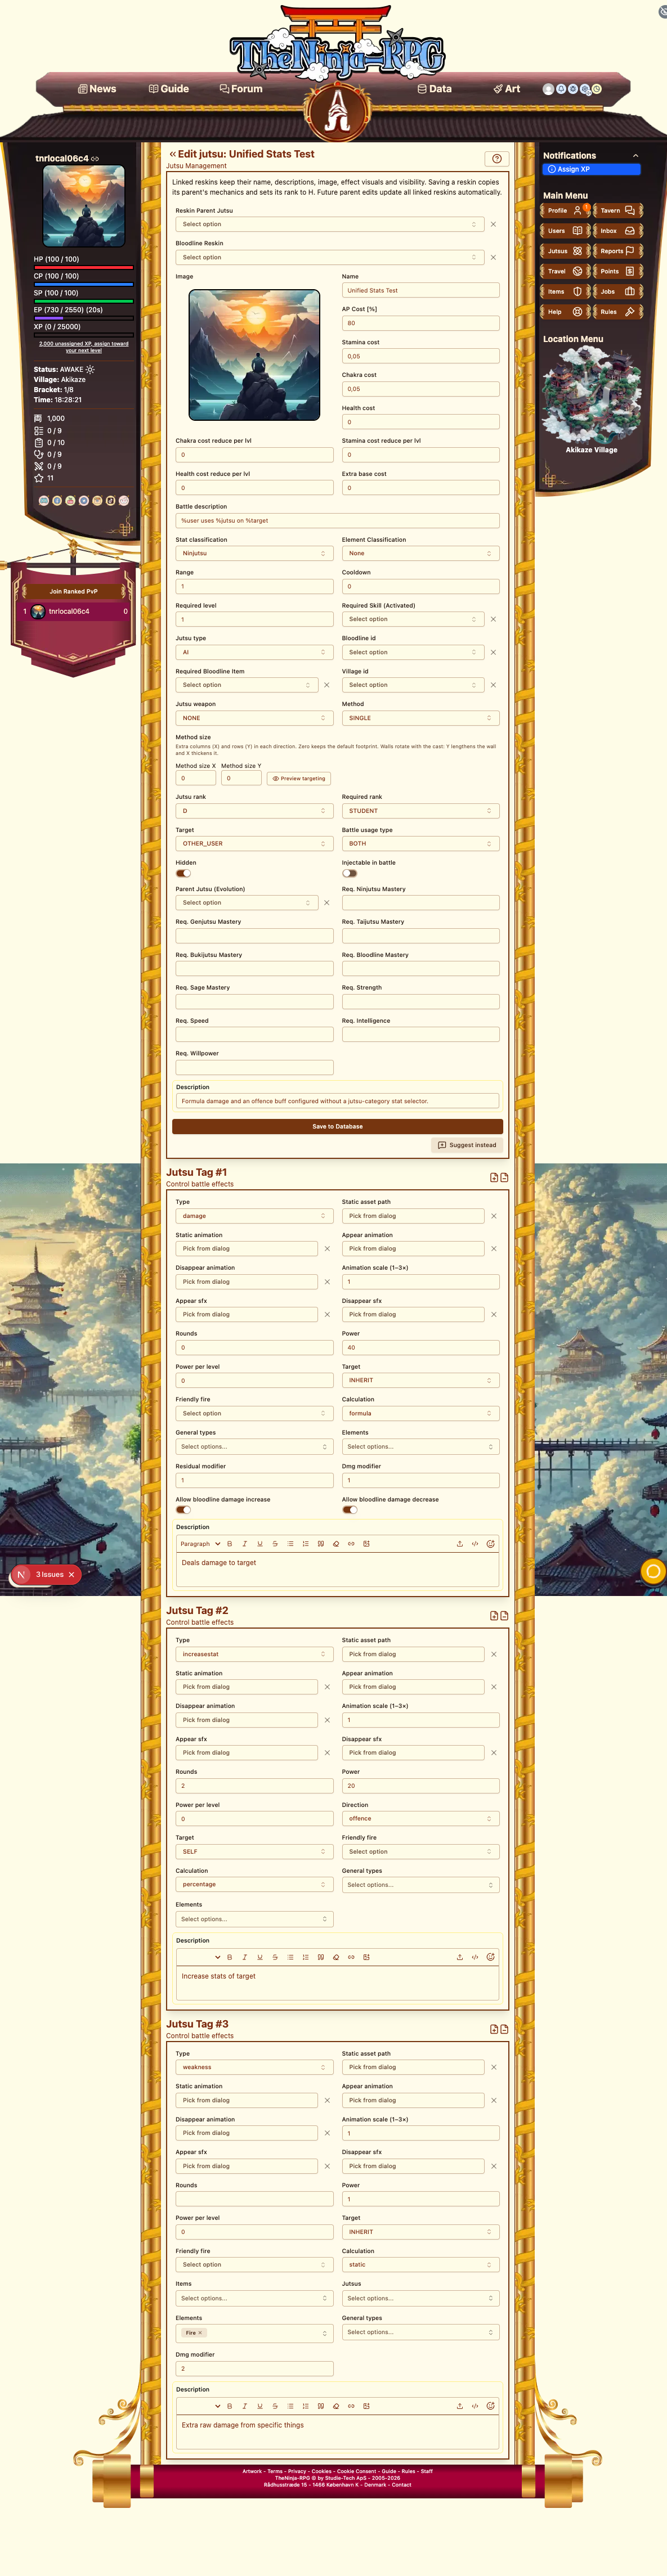 TheNinja-RPG
News
Guide
Forum
Data
Art
tnrlocal06c4
HP (100 / 100)
CP (100 / 100)
SP (100 / 100)
EP (730 / 2550) (20s)
XP (0 / 25000)
2,000 unassigned XP, assign toward
your next level
Status: AWAKE
Village: Akikaze
Bracket: 1/8
Time: 18:28:21
1,000
0 / 9
0 / 10
0 / 9
0 / 9
11
Join Ranked PvP
1 tnrlocal06c4 0
Edit jutsu: Unified Stats Test
Jutsu Management
Linked reskins keep their name, descriptions, image, effect visuals and visibility. Saving a reskin copies
its parent's mechanics and sets its rank to H. Future parent edits update all linked reskins automatically.
Reskin Parent Jutsu
Select option
Bloodline Reskin
Select option
Image
Name
Unified Stats Test
AP Cost [%]
80
Stamina cost
0,05
Chakra cost
0,05
Health cost
0
Chakra cost reduce per lvl
Stamina cost reduce per lvl
0
0
Health cost reduce per lvl
Extra base cost
0
0
Battle description
%user uses %jutsu on %target
Stat classification
Element Classification
Ninjutsu
None
Range
Cooldown
1
0
Required level
Required Skill (Activated)
1
Select option
Jutsu type
Bloodline id
AI
Select option
Required Bloodline Item
Village id
Select option
Select option
Jutsu weapon
Method
NONE
SINGLE
Method size
Extra columns (X) and rows (Y) in each direction. Zero keeps the default footprint. Walls rotate with the cast: Y lengthens the wall
and X thickens it.
Method size X
Method size Y
0
0
Preview targeting
Jutsu rank
Required rank
D
STUDENT
Target
Battle usage type
OTHER_USER
BOTH
Hidden
Injectable in battle
Parent Jutsu (Evolution)
Req. Ninjutsu Mastery
Select option
Req. Genjutsu Mastery
Req. Taijutsu Mastery
Req. Bukijutsu Mastery
Req. Bloodline Mastery
Req. Sage Mastery
Req. Strength
Req. Speed
Req. Intelligence
Req. Willpower
Description
Formula damage and an offence buff configured without a jutsu-category stat selector.
Save to Database
Suggest instead
Jutsu Tag #1
Control battle effects
Type
Static asset path
damage
Pick from dialog
Static animation
Appear animation
Pick from dialog
Pick from dialog
Disappear animation
Animation scale (1–3×)
Pick from dialog
1
Appear sfx
Disappear sfx
Pick from dialog
Pick from dialog
Rounds
Power
0
40
Power per level
Target
0
INHERIT
Friendly fire
Calculation
Select option
formula
General types
Elements
Select options...
Select options...
Residual modifier
Dmg modifier
1
1
Allow bloodline damage increase
Allow bloodline damage decrease
Description
Paragraph
Deals damage to target
Jutsu Tag #2
Control battle effects
Type
Static asset path
increasestat
Pick from dialog
Static animation
Appear animation
Pick from dialog
Pick from dialog
Disappear animation
Animation scale (1–3×)
Pick from dialog
1
Appear sfx
Disappear sfx
Pick from dialog
Pick from dialog
Rounds
Power
2
20
Power per level
Direction
0
offence
Target
Friendly fire
SELF
Select option
Calculation
General types
percentage
Select options...
Elements
Select options...
Description
Increase stats of target
Jutsu Tag #3
Control battle effects
Type
Static asset path
weakness
Pick from dialog
Static animation
Appear animation
Pick from dialog
Pick from dialog
Disappear animation
Animation scale (1–3×)
Pick from dialog
1
Appear sfx
Disappear sfx
Pick from dialog
Pick from dialog
Rounds
Power
1
Power per level
Target
0
INHERIT
Friendly fire
Calculation
Select option
static
Items
Jutsus
Select options...
Select options...
Elements
General types
Fire
Select options...
Dmg modifier
2
Description
Extra raw damage from specific things
Notifications
Assign XP
Main Menu
Profile
Tavern
Users
Inbox
Jutsus
Reports
Travel
Points
Items
Jobs
Help
Rules
Location Menu
Akikaze Village
3 Issues
Artwork - Terms - Privacy - Cookies - Cookie Consent - Guide - Rules - Staff
TheNinja-RPG © by Studie-Tech ApS - 2005-2026
Rådhusstræde 15 - 1466 København K - Denmark - Contact